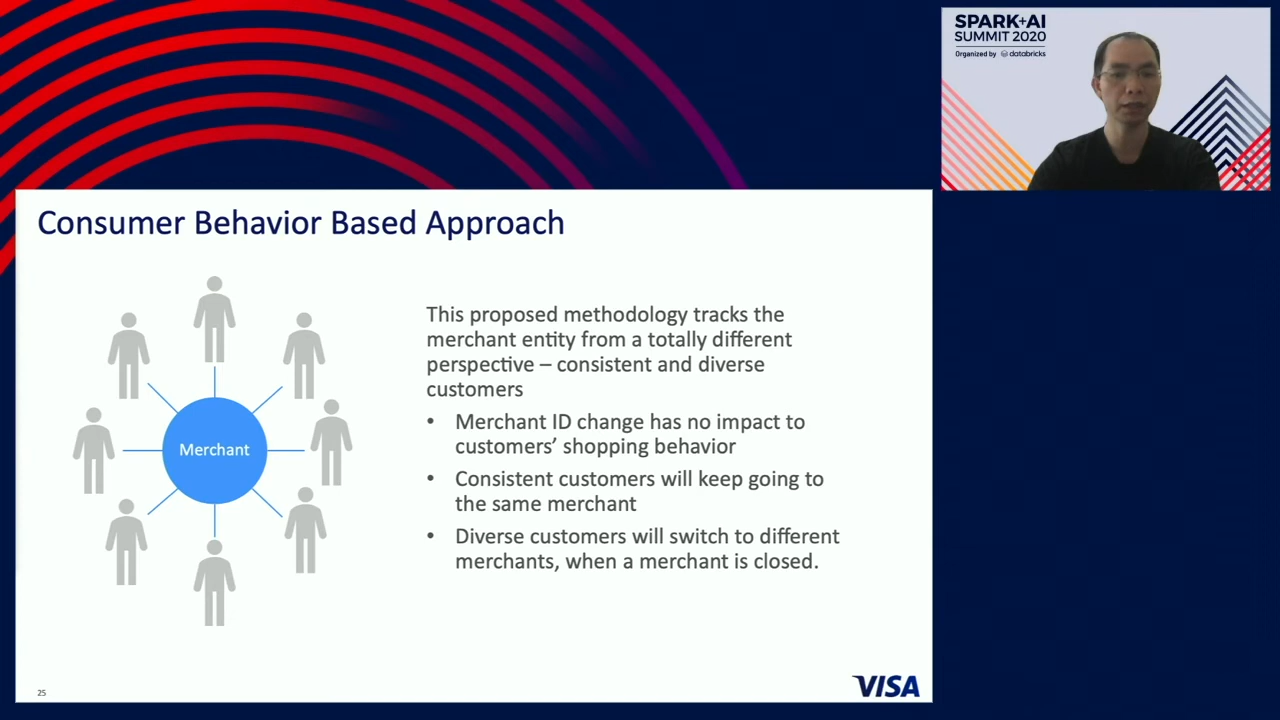 SPARK+AI
SUMMIT 2020
Organized by databricks
Consumer Behavior Based Approach
Merchant
This proposed methodology tracks the
merchant entity from a totally different
perspective – consistent and diverse
customers
• Merchant ID change has no impact to
customers’ shopping behavior
• Consistent customers will keep going to
the same merchant
• Diverse customers will switch to different
merchants, when a merchant is closed.
25
VISA